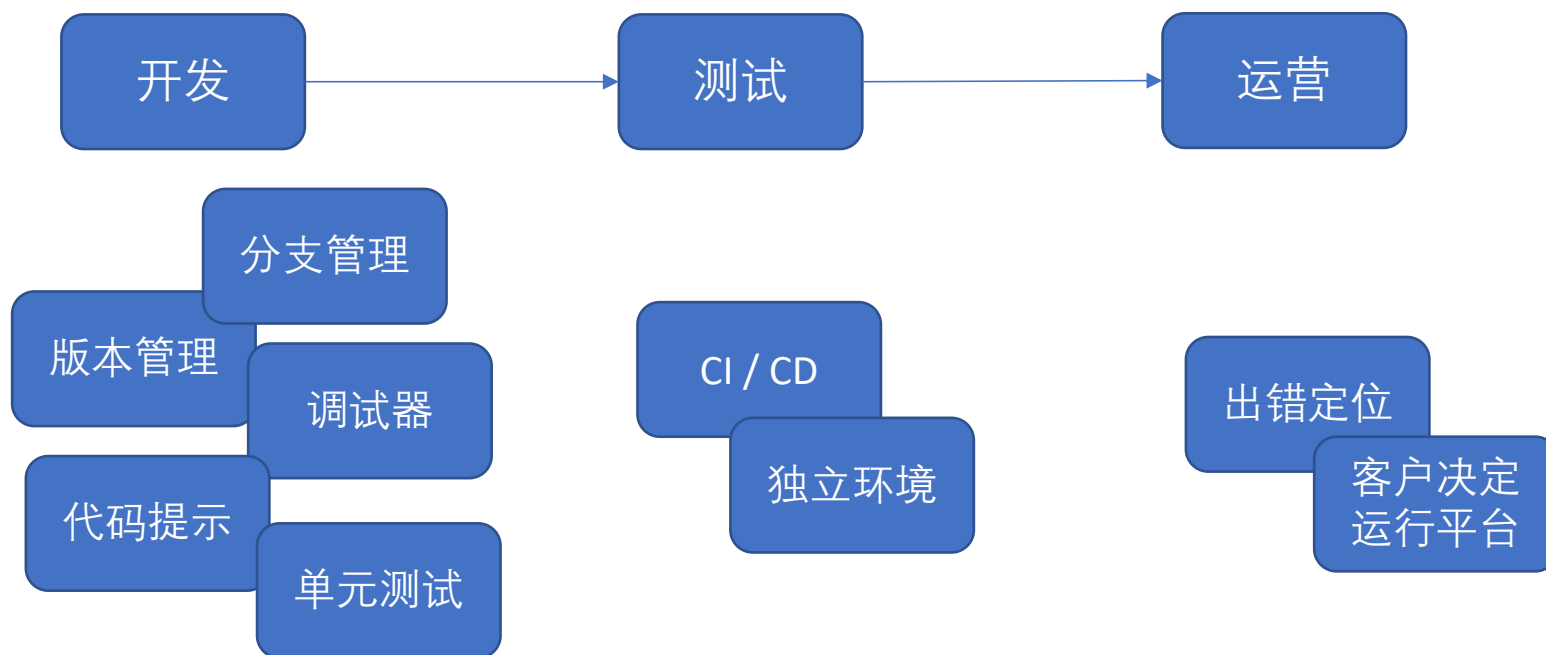 开发
测试
运营
分支管理
版本管理
调试器
代码提示
单元测试
CI / CD
独立环境
出错定位
客户决定
运行平台